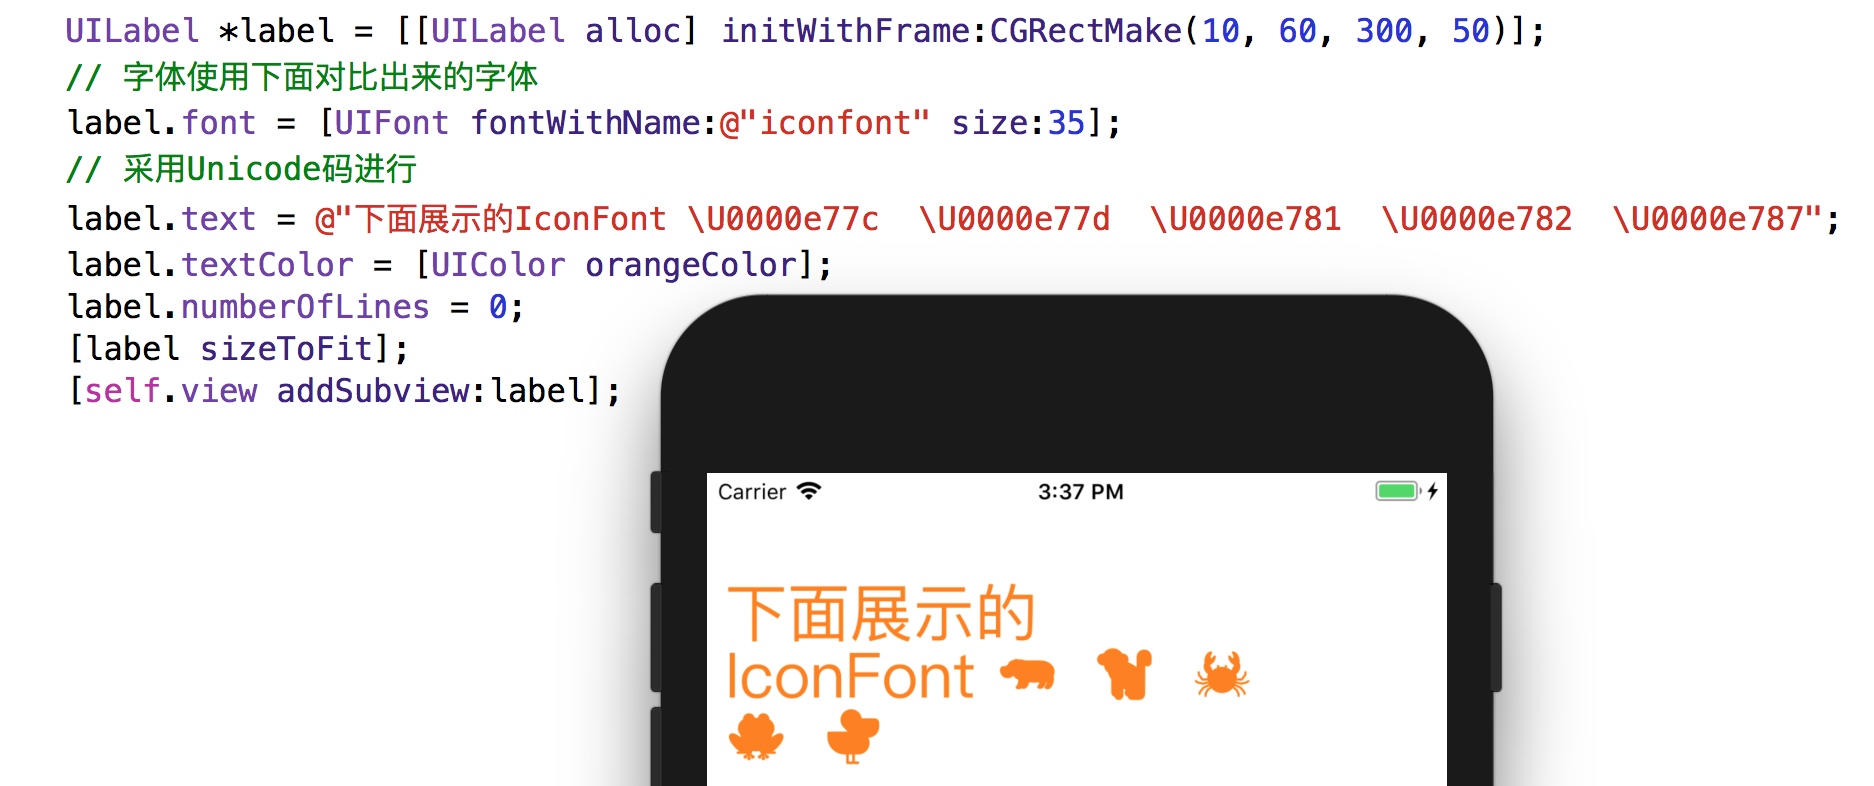 UILabel *label = [[UILabel alloc] initWithFrame:CGRectMake(10, 60, 300, 50)];
// 字体使用下面对比出来的字体
label.font = [UIFont fontWithName:@"iconfont" size:35];
// 采用Unicode码进行
label.text = @"下面展示的IconFont \U0000e77c  \U0000e77d  \U0000e781  \U0000e782  \U0000e787";
label.textColor = [UIColor orangeColor];
label.numberOfLines = 0;
[label sizeToFit];
[self.view addSubview:label];
Carrier 3:37 PM
下面展示的
IconFont